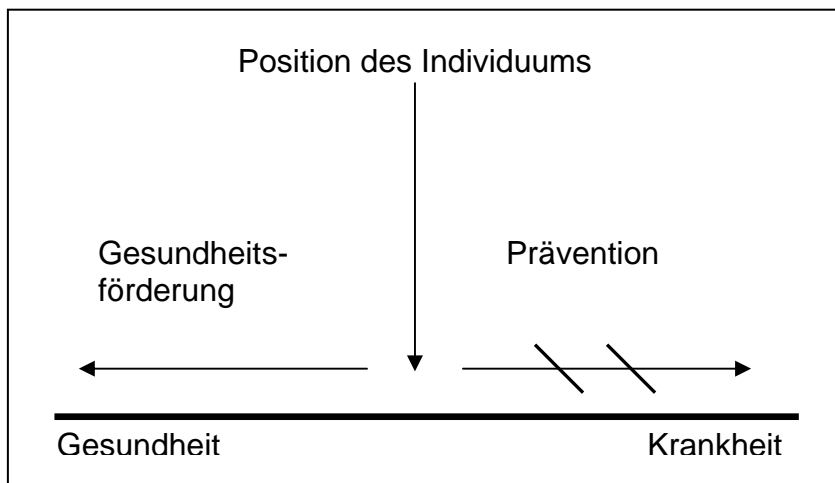 Position des Individuums
Gesundheits-
förderung
Prävention
Gesundheit
Krankheit